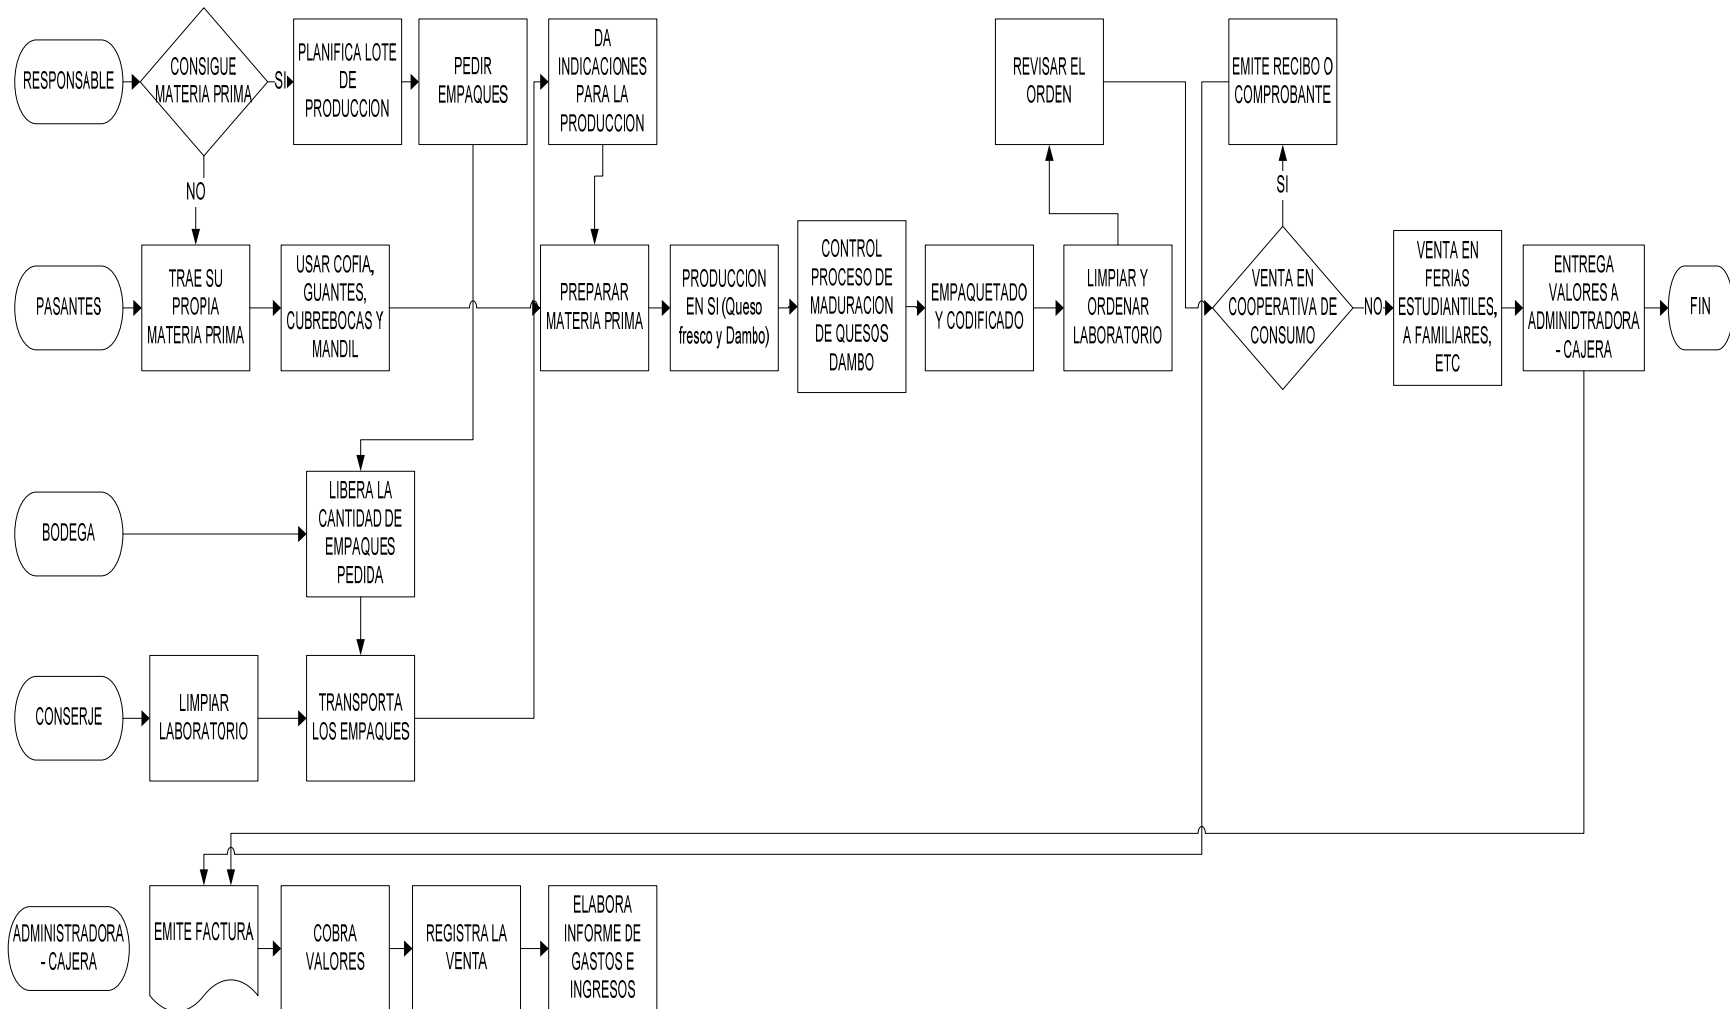 RESPONSABLE
CONSIGUE
MATERIA PRIMA
SI
PLANIFICA LOTE
DE
PRODUCCION
PEDIR
EMPAQUES
DA
INDICACIONES
PARA LA
PRODUCCION
REVISAR EL
ORDEN
EMITE RECIBO O
COMPROBANTE
NO
SI
PASANTES
TRAE SU
PROPIA
MATERIA PRIMA
USAR COFIA,
GUANTES,
CUBREBOCAS Y
MANDIL
PREPARAR
MATERIA PRIMA
PRODUCCION
EN SI (Queso
fresco y Dambo)
CONTROL
PROCESO DE
MADURACION
DE QUESOS
DAMBO
EMPAQUETADO
Y CODIFICADO
LIMPIAR Y
ORDENAR
LABORATORIO
VENTA EN
COOPERATIVA DE
CONSUMO
NO
VENTA EN
FERIAS
ESTUDIANTILES,
A FAMILIARES,
ETC
ENTREGA
VALORES A
ADMINIDTRADORA
- CAJERA
FIN
BODEGA
LIBERA LA
CANTIDAD DE
EMPAQUES
PEDIDA
CONSERJE
LIMPIAR
LABORATORIO
TRANSPORTA
LOS EMPAQUES
ADMINISTRADORA
- CAJERA
EMITE FACTURA
COBRA
VALORES
REGISTRA LA
VENTA
ELABORA
INFORME DE
GASTOS E
INGRESOS